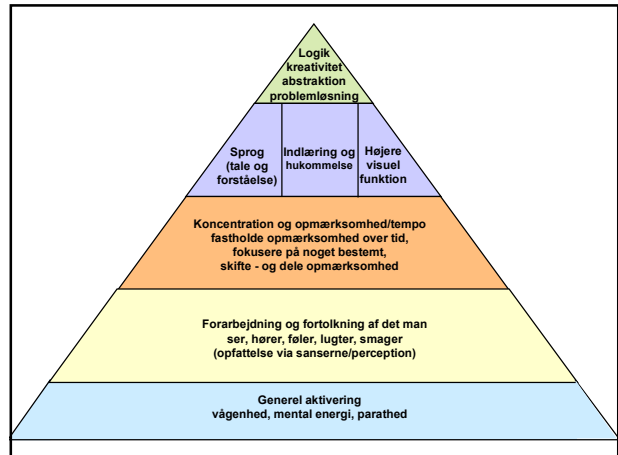 Logik
kreativitet
abstraktion
problemløsning
Sprog
(tale og
forståelse)
Indlæring og
hukommelse
Højere
visuel
funktion
Koncentration og opmærksomhed/tempo
fastholde opmærksomhed over tid,
fokusere på noget bestemt,
skifte - og dele opmærksomhed
Forarbejdning og fortolkning af det man
ser, hører, føler, lugter, smager
(opfattelse via sanserne/perception)
Generel aktivering
vågenhed, mental energi, parathed